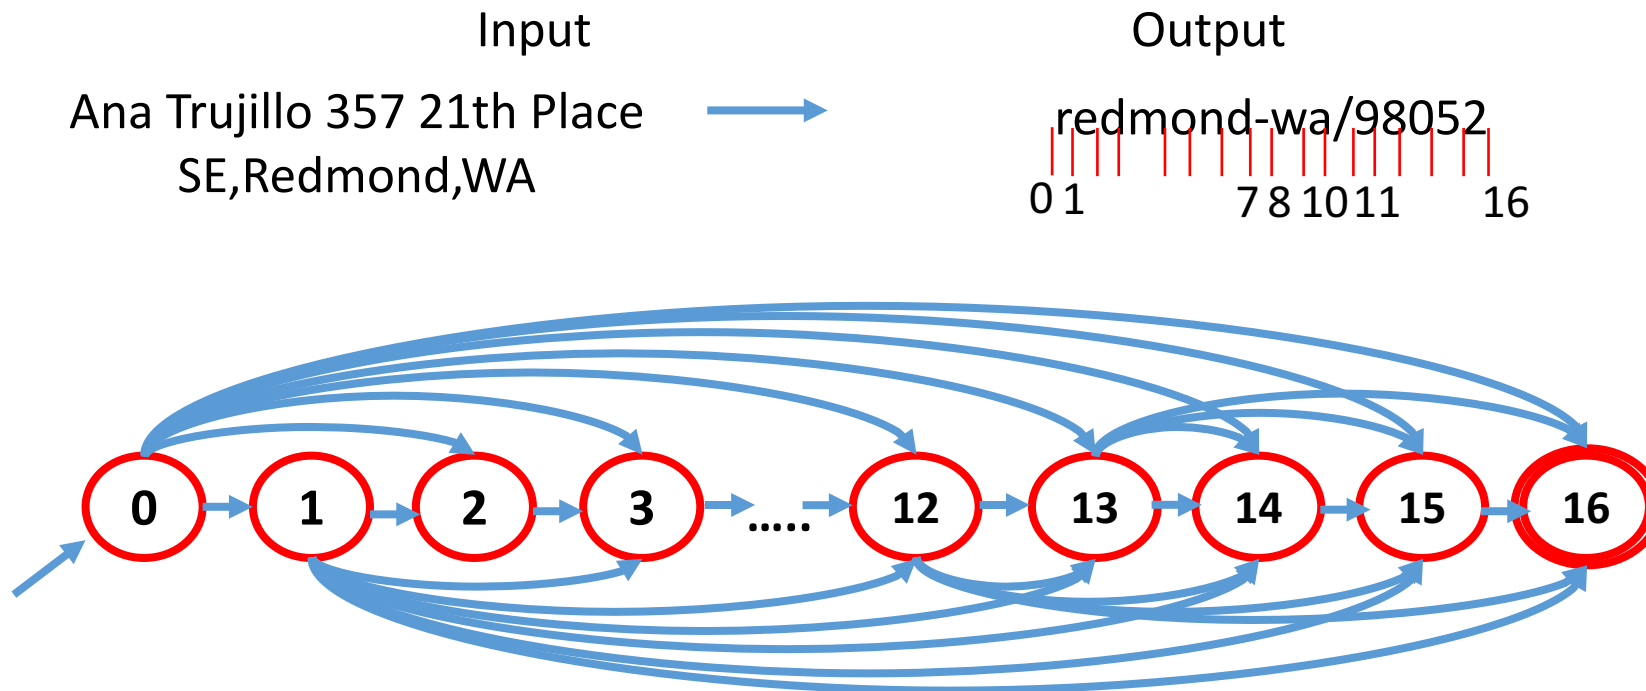 Input Output
Ana Trujillo 357 21th Place redmond-wa/98052
SE,Redmond,WA
0 1 7 8 10 11 16
0 1 2 3 ..... 12 13 14 15 16